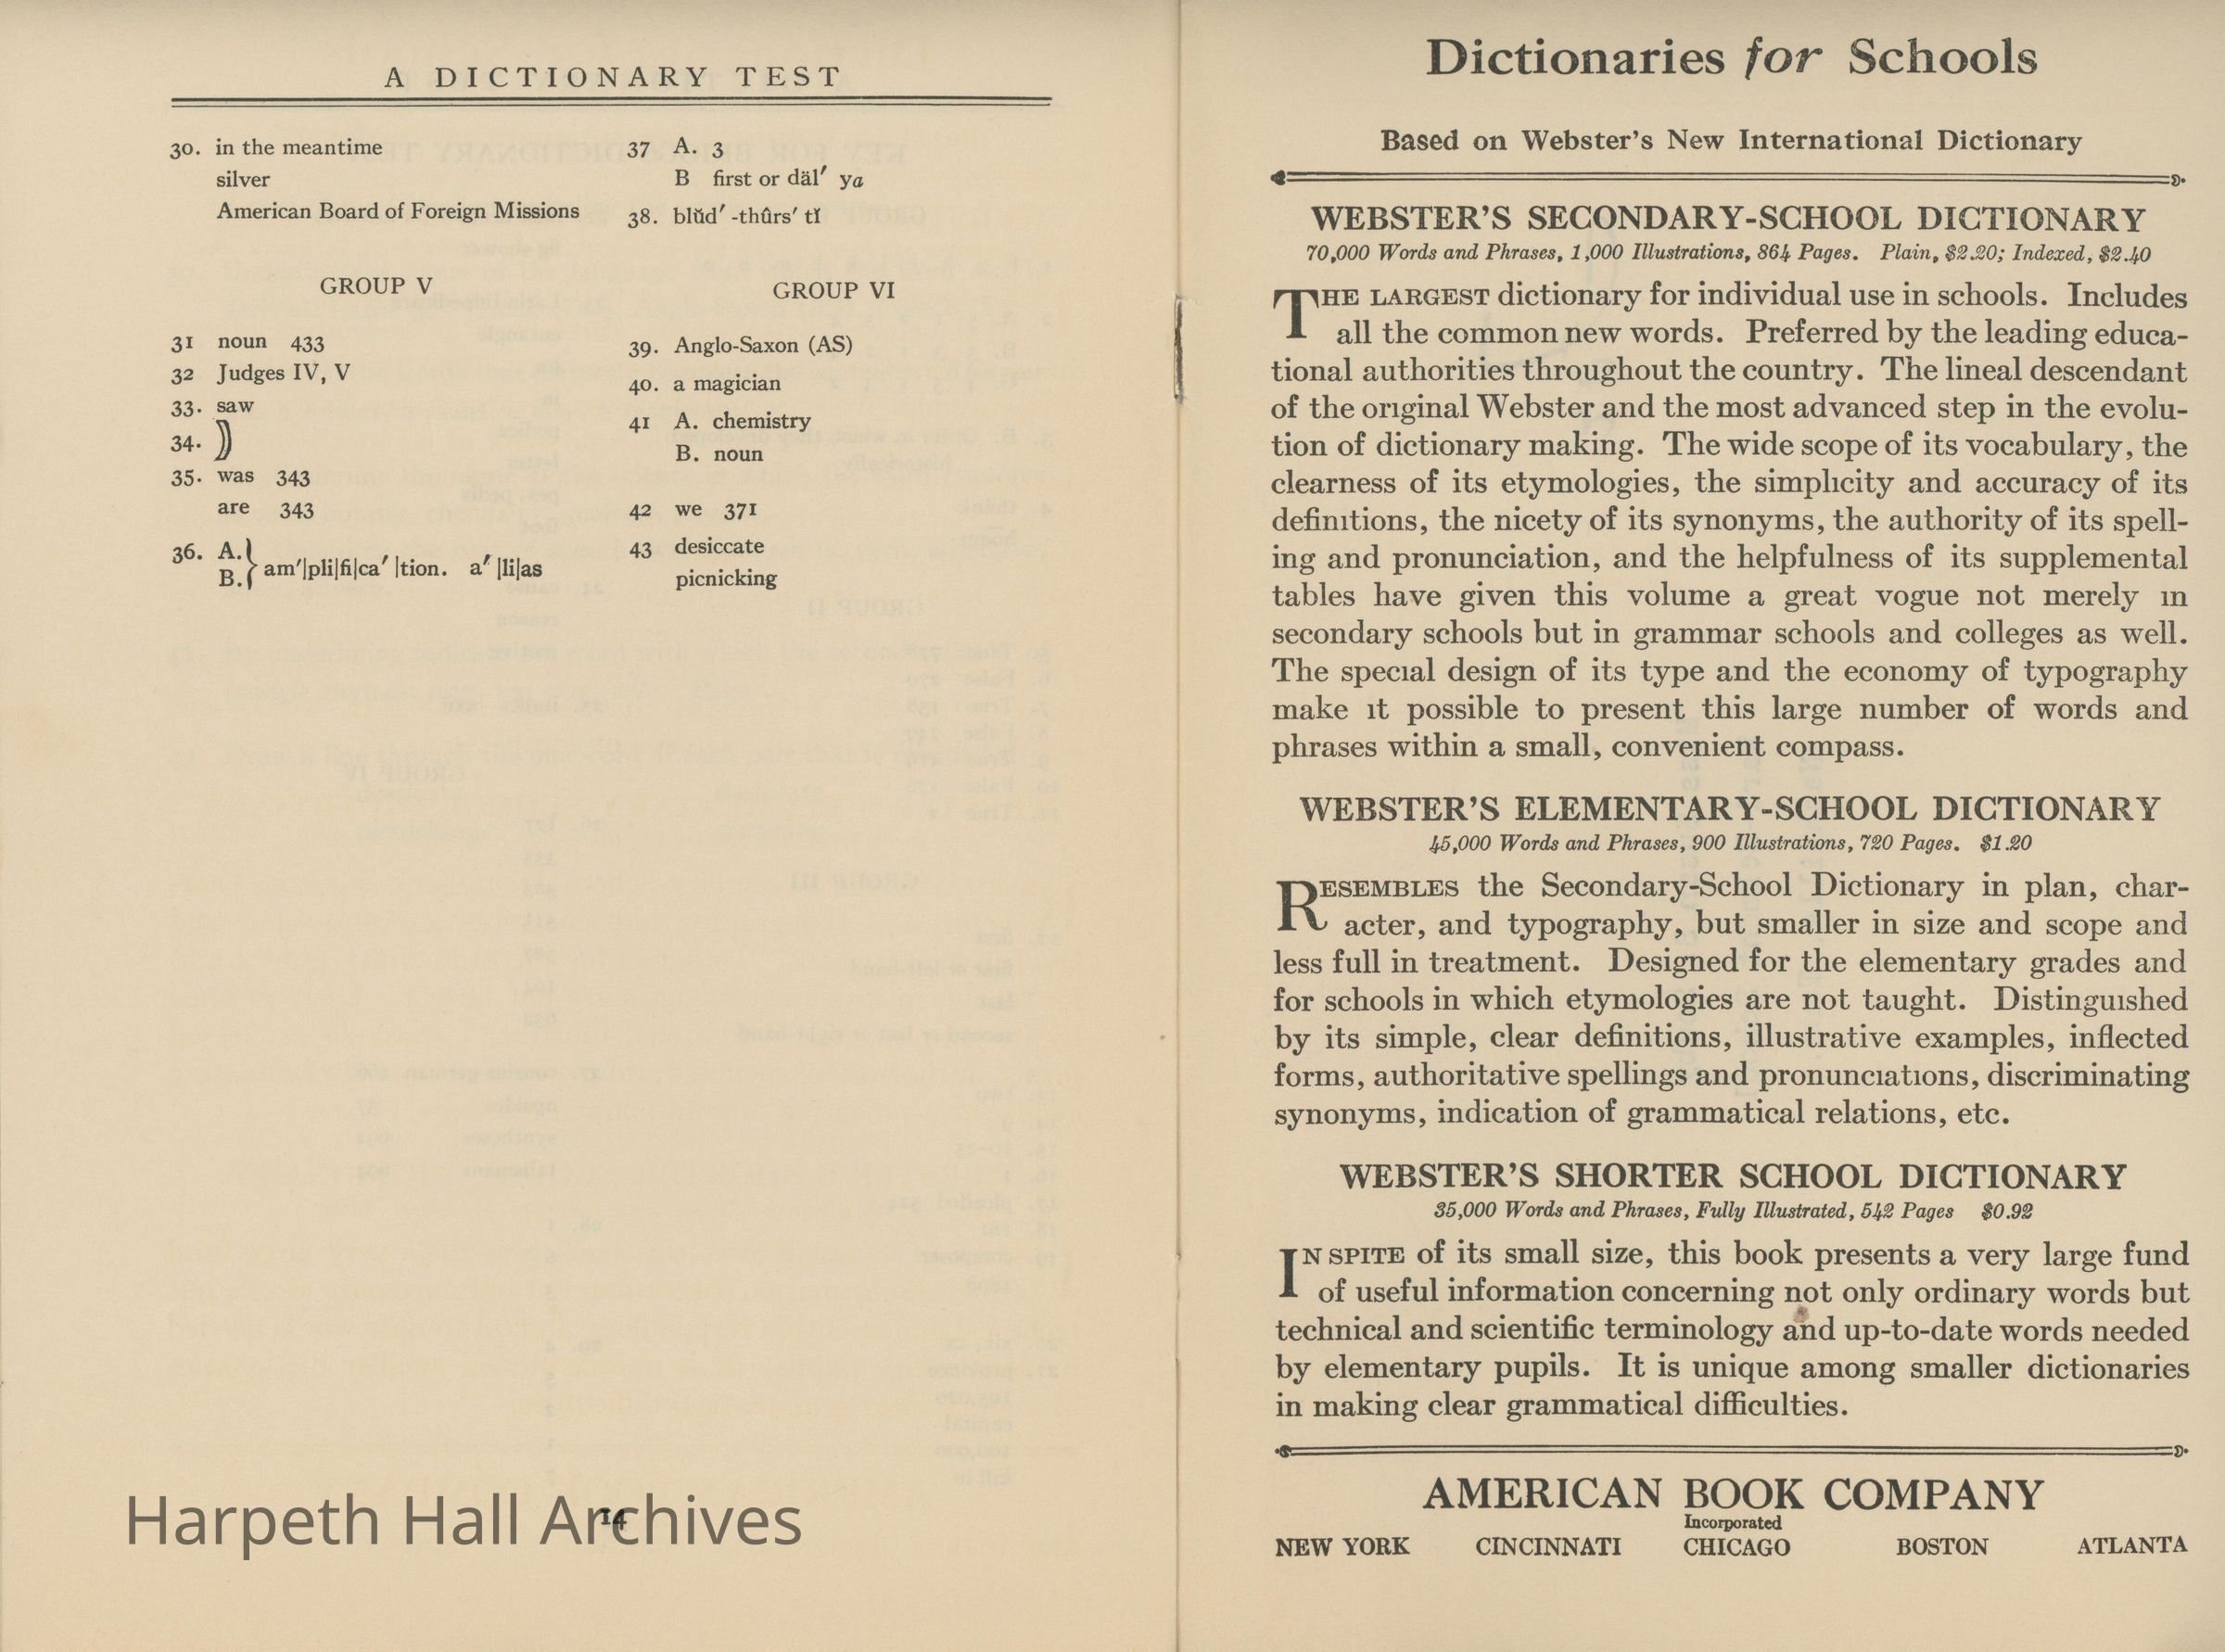 A DICTIONARY TEST
30. in the meantime
silver
American Board of Foreign Missions
GROUP V
31 noun 433
32 Judges IV, V
33. saw
34. ))
35. was 343
are 343
36. A.
B. } am′|pli|fi|ca′ |tion. a′ |li|as
37 A. 3
B first or däl′ ya
38. blŭd′ -thûrs′ tĭ
GROUP VI
39. Anglo-Saxon (AS)
40. a magician
41 A. chemistry
B. noun
42 we 371
43 desiccate
picnicking
14
Harpeth Hall Archives
Dictionaries for Schools
Based on Webster's New International Dictionary
WEBSTER'S SECONDARY-SCHOOL DICTIONARY
70,000 Words and Phrases, 1,000 Illustrations, 864 Pages. Plain, $2.20; Indexed, $2.40
THE LARGEST dictionary for individual use in schools. Includes
all the common new words. Preferred by the leading educa-
tional authorities throughout the country. The lineal descendant
of the original Webster and the most advanced step in the evolu-
tion of dictionary making. The wide scope of its vocabulary, the
clearness of its etymologies, the simplicity and accuracy of its
definitions, the nicety of its synonyms, the authority of its spell-
ing and pronunciation, and the helpfulness of its supplemental
tables have given this volume a great vogue not merely in
secondary schools but in grammar schools and colleges as well.
The special design of its type and the economy of typography
make it possible to present this large number of words and
phrases within a small, convenient compass.
WEBSTER'S ELEMENTARY-SCHOOL DICTIONARY
45,000 Words and Phrases, 900 Illustrations, 720 Pages. $1.20
RESEMBLES the Secondary-School Dictionary in plan, char-
acter, and typography, but smaller in size and scope and
less full in treatment. Designed for the elementary grades and
for schools in which etymologies are not taught. Distinguished
by its simple, clear definitions, illustrative examples, inflected
forms, authoritative spellings and pronunciations, discriminating
synonyms, indication of grammatical relations, etc.
WEBSTER'S SHORTER SCHOOL DICTIONARY
35,000 Words and Phrases, Fully Illustrated, 542 Pages $0.92
IN SPITE of its small size, this book presents a very large fund
of useful information concerning not only ordinary words but
technical and scientific terminology and up-to-date words needed
by elementary pupils. It is unique among smaller dictionaries
in making clear grammatical difficulties.
AMERICAN BOOK COMPANY
Incorporated
NEW YORK CINCINNATI CHICAGO BOSTON ATLANTA